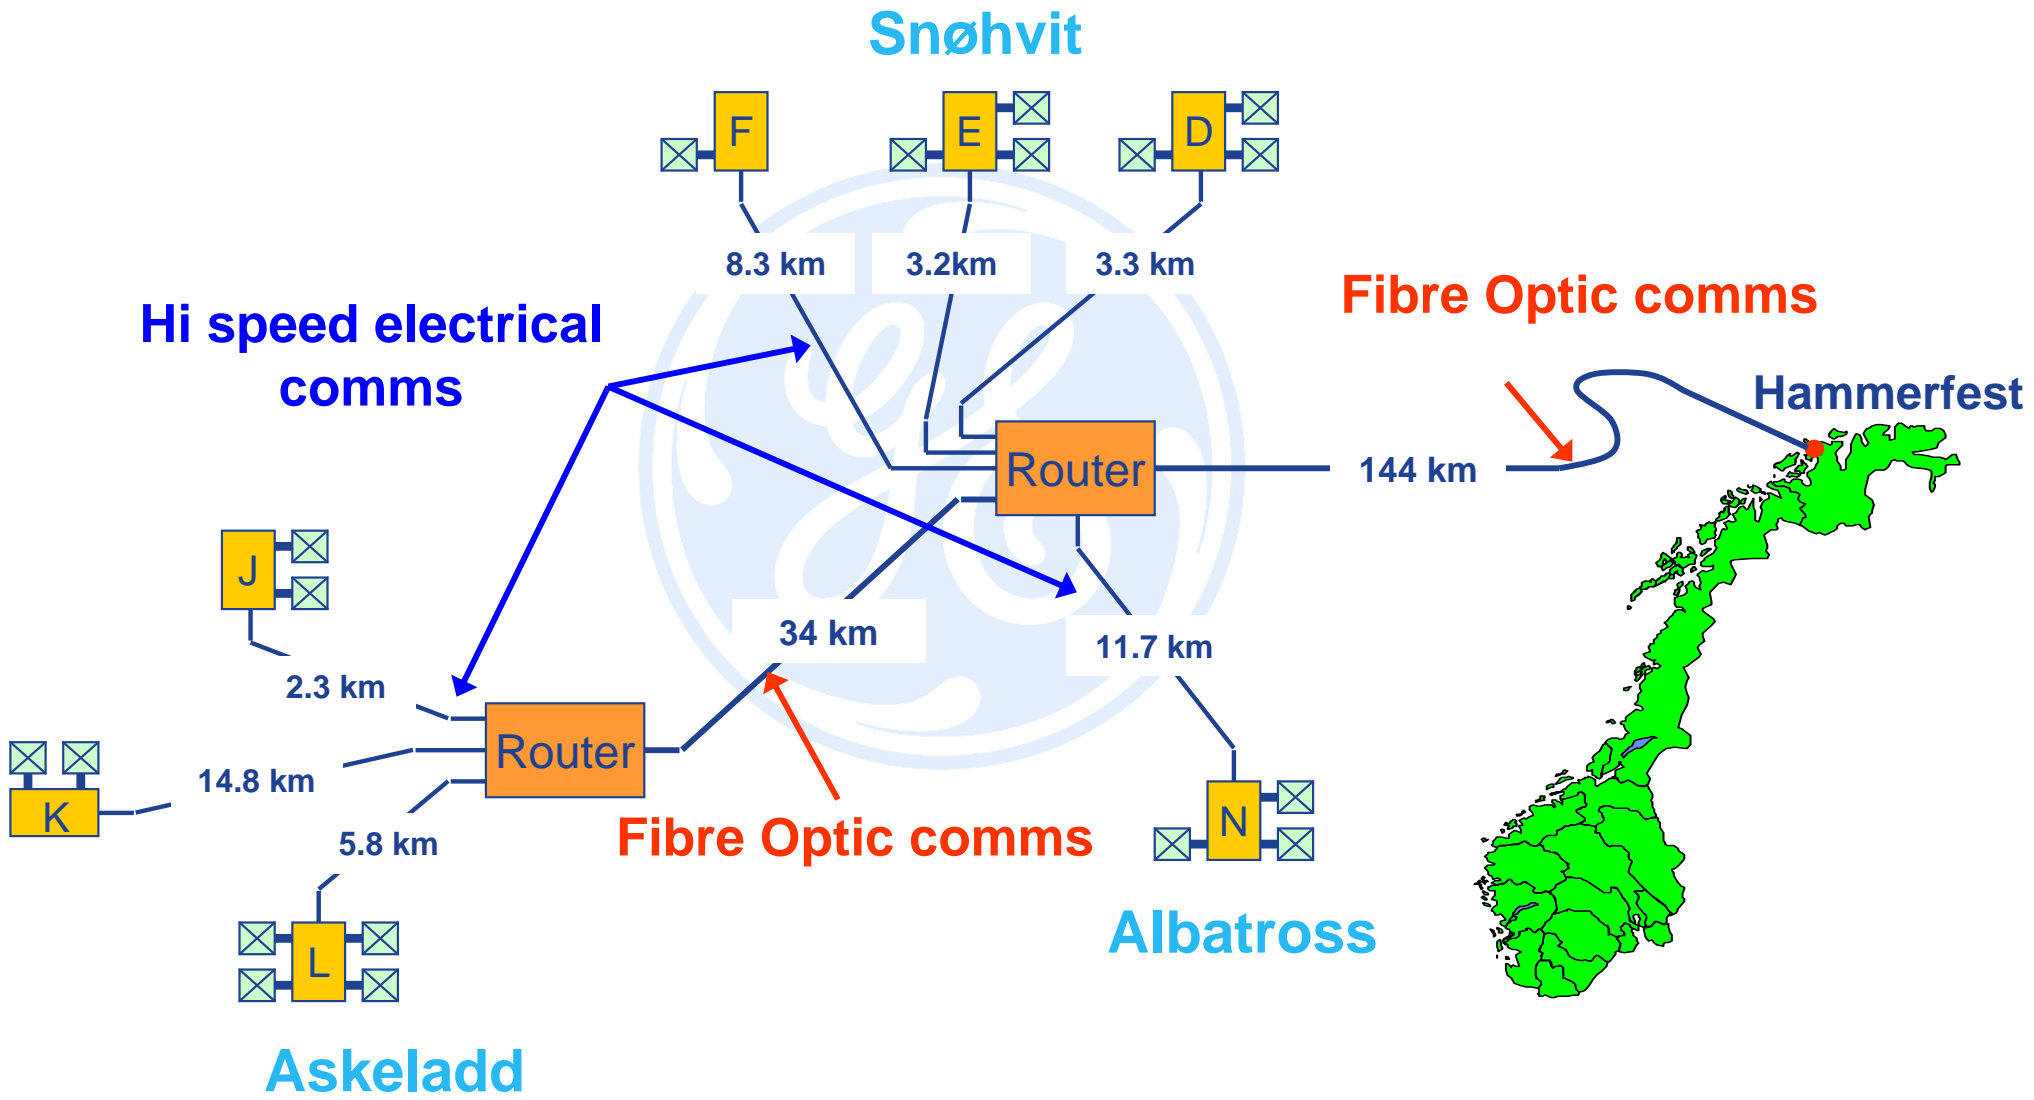 Snøhvit
F
E
D
8.3 km
3.2km
3.3 km
Fibre Optic comms
Hi speed electrical
comms
Hammerfest
Router
144 km
J
34 km
11.7 km
2.3 km
Router
14.8 km
K
5.8 km
Fibre Optic comms
N
L
Albatross
Askeladd